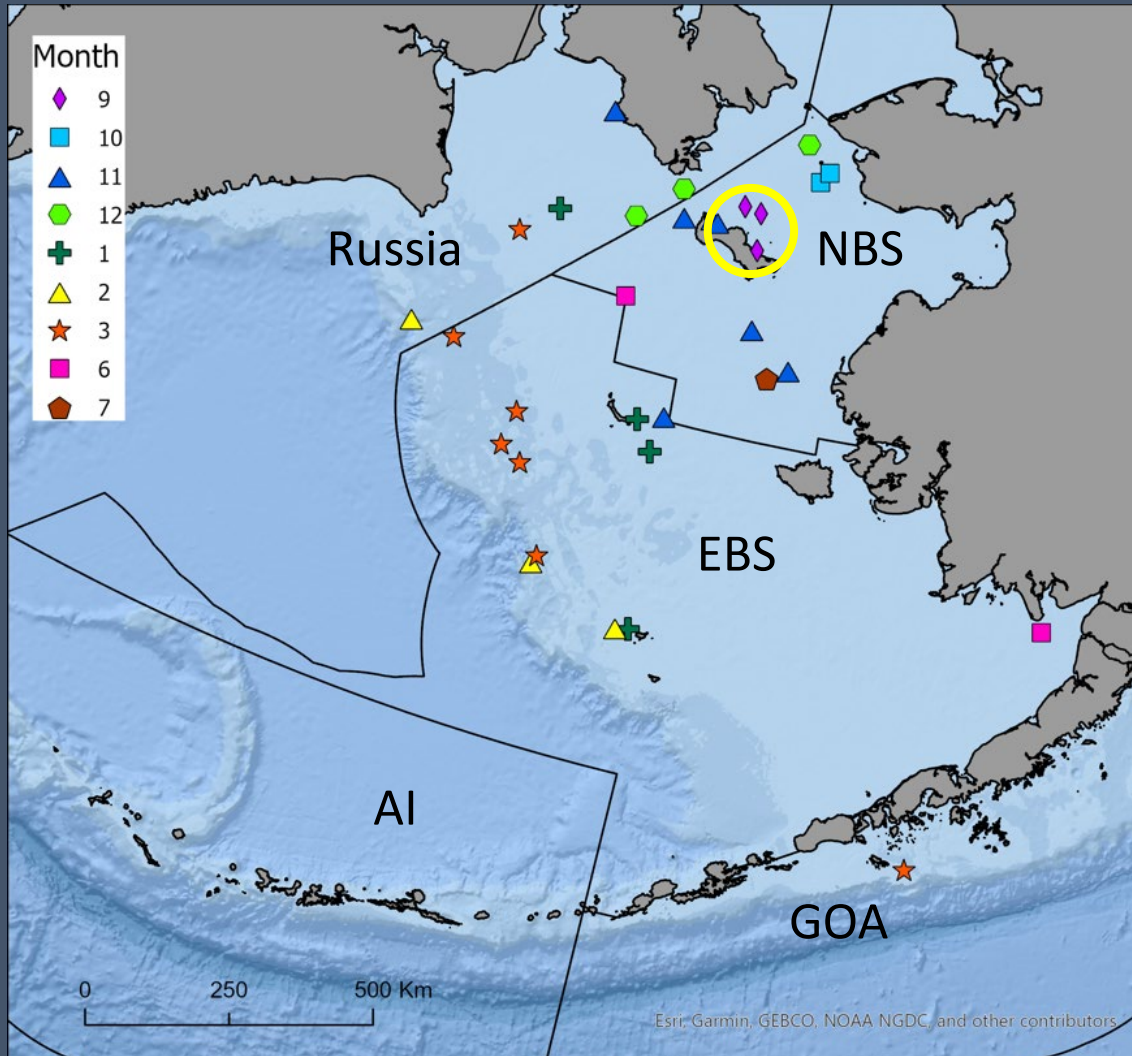 Month
9
10
11
12
1
2
3
6
7
Russia
NBS
EBS
AI
GOA
0 250 500 Km
Esri, Garmin, GEBCO, NOAA NGDC, and other contributors